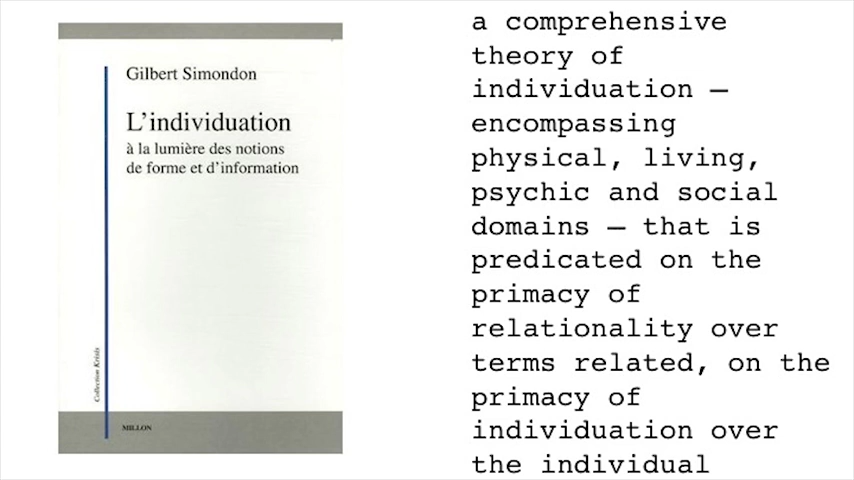 Gilbert Simondon
L'individuation
à la lumière des notions
de forme et d'information
Collection Krisis
MILLON
a comprehensive
theory of
individuation —
encompassing
physical, living,
psychic and social
domains — that is
predicated on the
primacy of
relationality over
terms related, on the
primacy of
individuation over
the individual